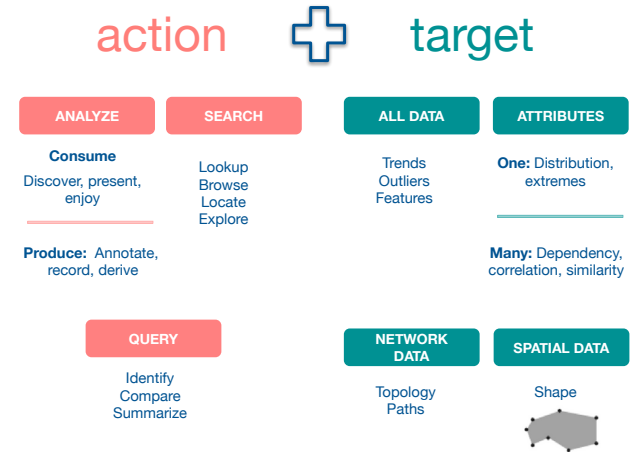 action
target
ANALYZE
SEARCH
ALL DATA
ATTRIBUTES
Consume
Discover, present,
enjoy
Produce: Annotate,
record, derive
Lookup
Browse
Locate
Explore
Trends
Outliers
Features
One: Distribution,
extremes
Many: Dependency,
correlation, similarity
QUERY
Identify
Compare
Summarize
NETWORK
DATA
Topology
Paths
SPATIAL DATA
Shape